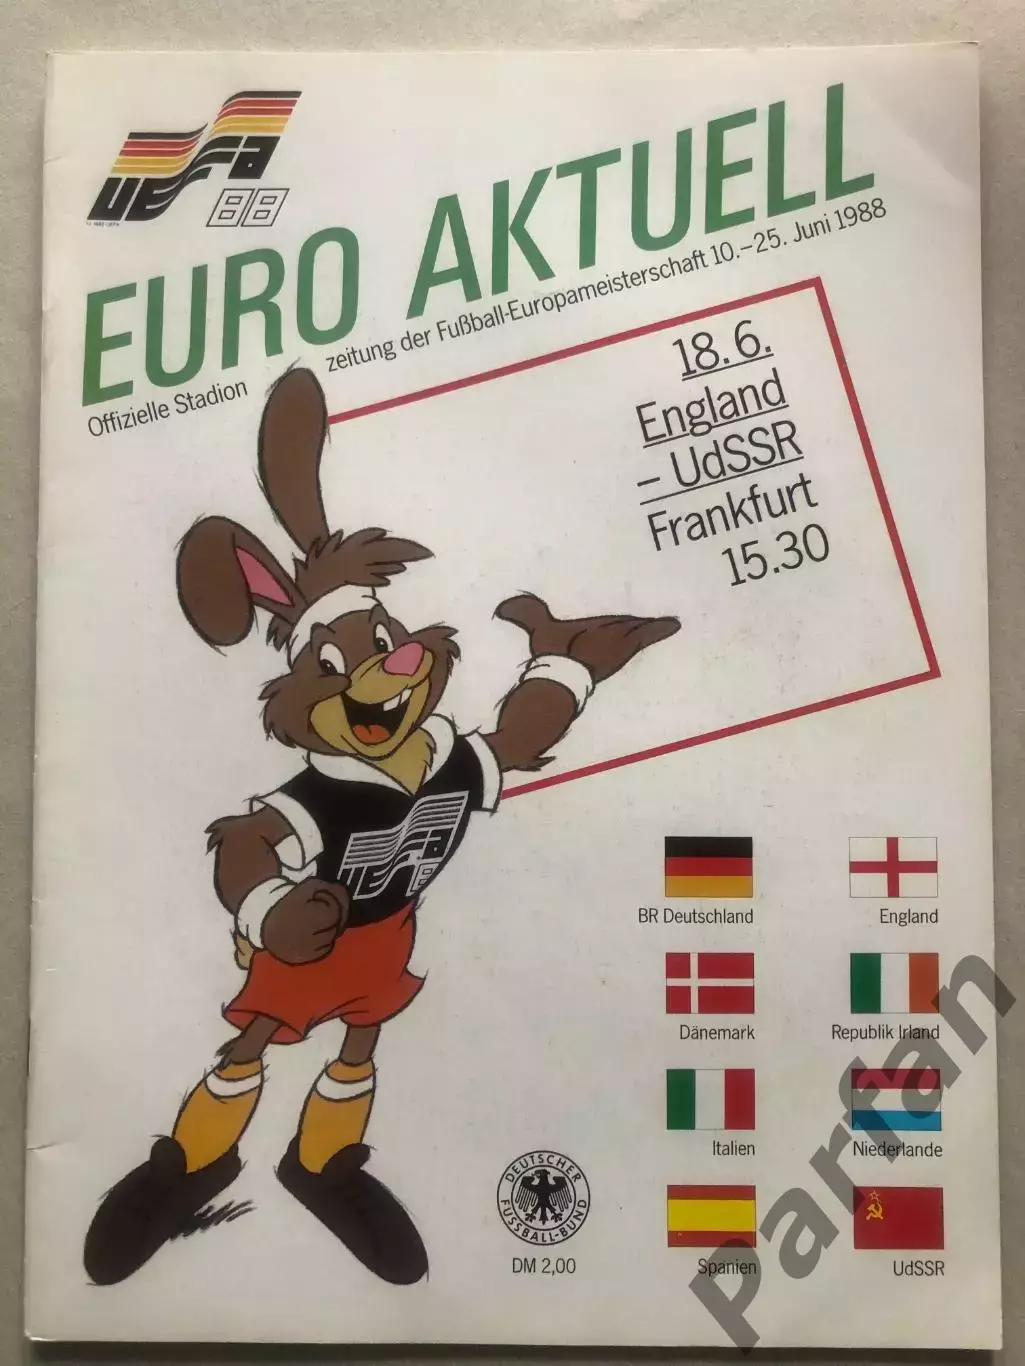 UEFA
88
EURO AKTUELL
Offizielle Stadion zeitung der Fußball-Europameisterschaft 10.–25. Juni 1988
18.6.
England
– UdSSR
Frankfurt
15.30
UEFA
88
BR Deutschland
England
Dänemark
Republik Irland
Italien
Niederlande
Spanien
UdSSR
DEUTSCHER
FUSSBALL-BUND
DM 2,00
Parfan